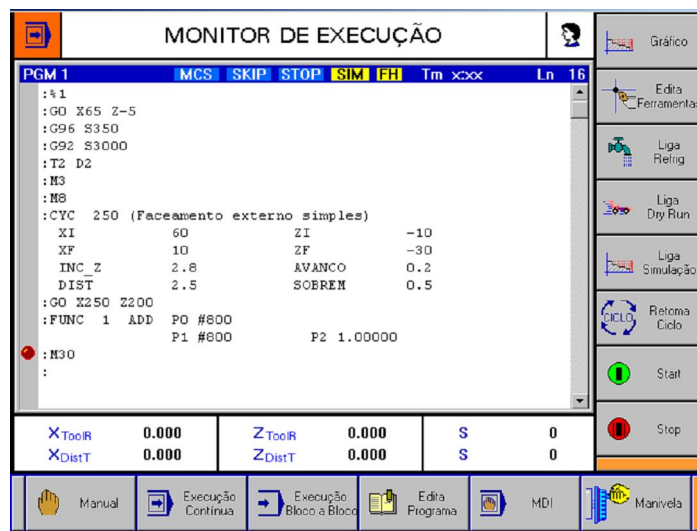 MONITOR DE EXECUÇÃO
PGM 1 MCS SKIP STOP SIM FH Tm x:xx Ln 16
:%1
:G0 X65 Z-5
:G96 S350
:G92 S3000
:T2 D2
:M3
:M8
:CYC 250 (Faceamento externo simples)
XI 60 ZI -10
XF 10 ZF -30
INC_Z 2.8 AVANCO 0.2
DIST 2.5 SOBREM 0.5
:G0 X250 Z200
:FUNC 1 ADD P0 #800
P1 #800 P2 1.00000
:M30
:
X ToolR 0.000 Z ToolR 0.000 S 0
X DistT 0.000 Z DistT 0.000 S 0
Gráfico
Edita
Ferramentas
Liga
Refrig
Liga
Dry Run
Liga
Simulação
CICLO
Retoma
Ciclo
Start
Stop
Manual
Execução
Contínua
Execução
Bloco a Bloco
Edita
Programa
MDI
Manivela